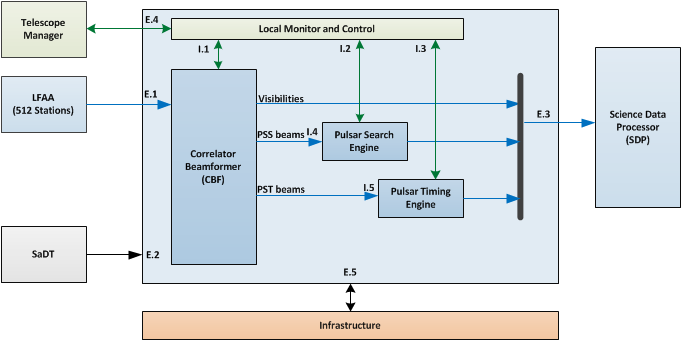 Telescope
Manager
E.4
Local Monitor and Control
I.1
I.2
I.3
LFAA
(512 Stations)
E.1
Correlator
Beamformer
(CBF)
Visibilities
PSS beams
I.4
Pulsar Search
Engine
PST beams
I.5
Pulsar Timing
Engine
E.3
Science Data
Processor
(SDP)
SaDT
E.2
E.5
Infrastructure